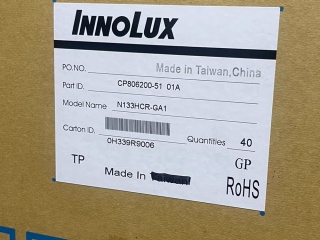 INNOLUX
PO.NO. Made in Taiwan,China
Part ID. CP806200-51 01A
Model Name N133HCR-GA1
Carton ID. Quantities 40
0H339R9006
TP Made In Taiwan GP
RoHS